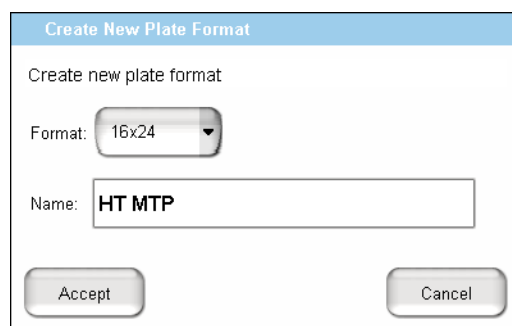 Create New Plate Format
Create new plate format
Format: 16x24
Name: HT MTP
Accept Cancel